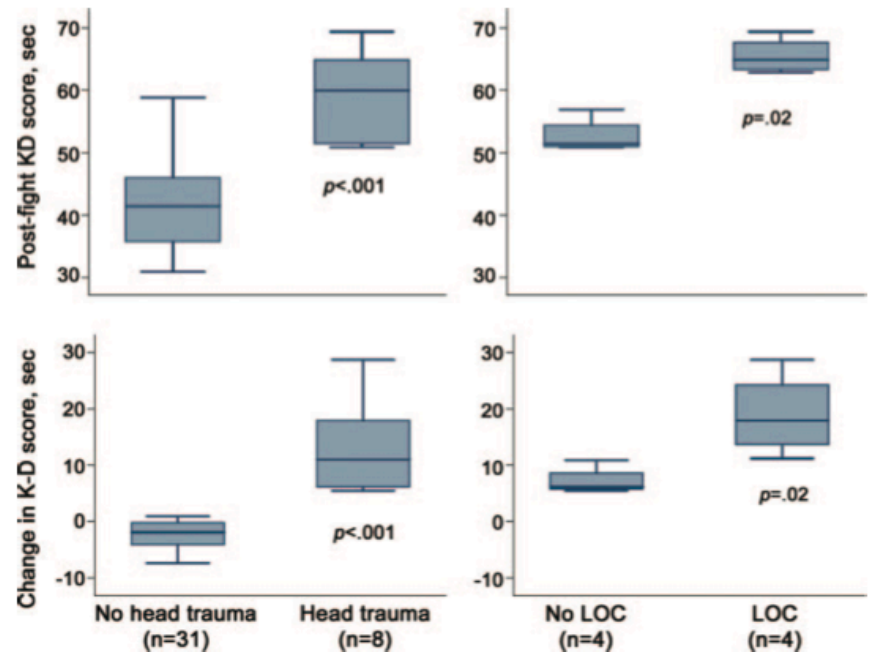 Post-fight KD score, sec
70
60
50
40
30
p<.001
70
60
50
40
30
p=.02
Change in K-D score, sec
30
20
10
0
-10
p<.001
No head trauma
(n=31)
Head trauma
(n=8)
30
20
10
0
-10
p=.02
No LOC
(n=4)
LOC
(n=4)